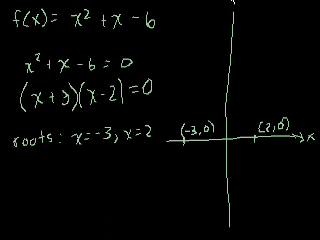 f(x) = x² + x - 6
x² + x - 6 = 0
(x + 3)(x - 2) = 0
roots: x = -3, x = 2
(-3, 0) (2, 0)
x